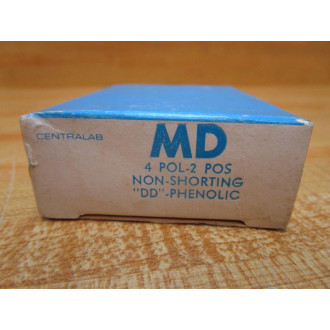 CENTRALAB
MD
4 POL-2 POS
NON-SHORTING
"DD"-PHENOLIC